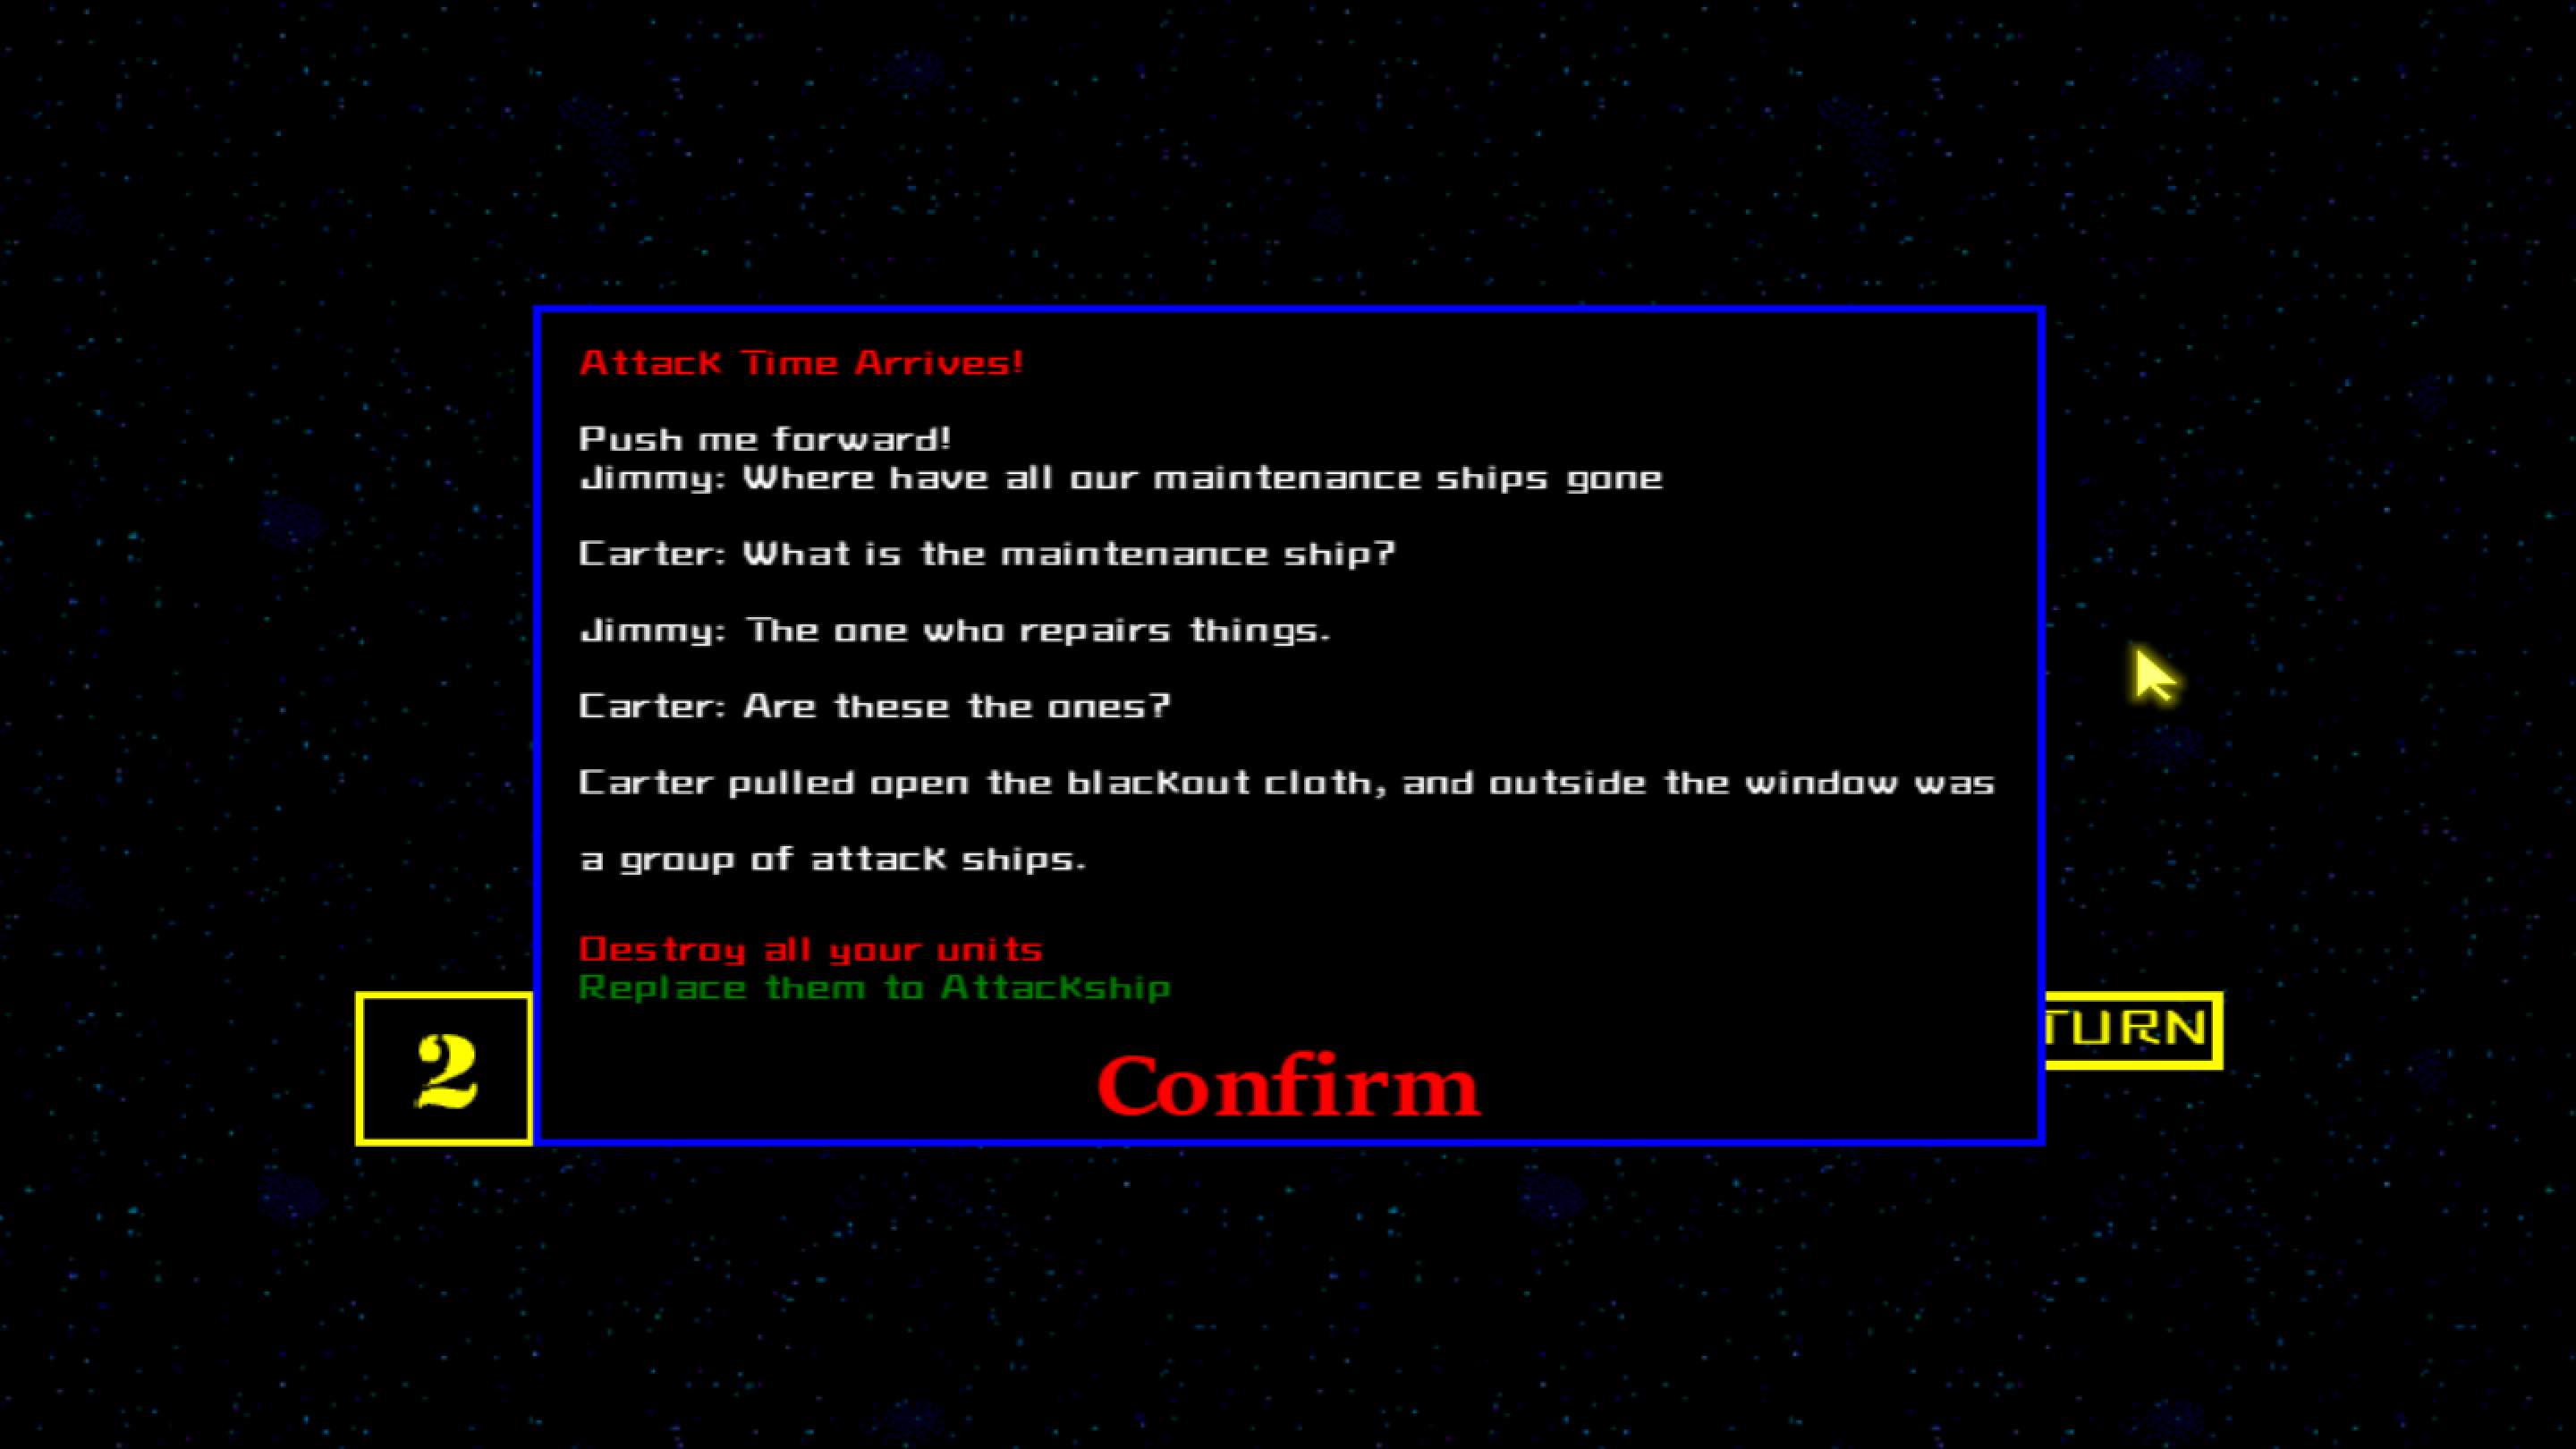 Attack Time Arrives!
Push me forward!
Jimmy: Where have all our maintenance ships gone
Carter: What is the maintenance ship?
Jimmy: The one who repairs things.
Carter: Are these the ones?
Carter pulled open the blackout cloth, and outside the window was
a group of attack ships.
Destroy all your units
Replace them to Attackship
2
TURN
Confirm